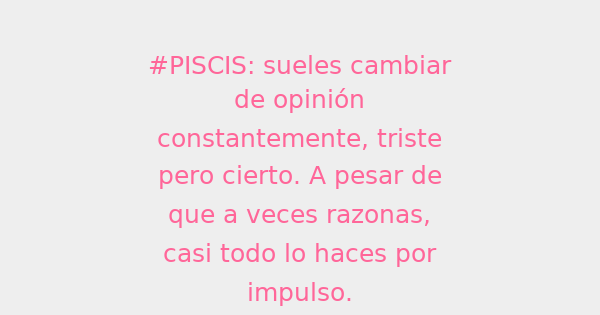 #PISCIS: sueles cambiar
de opinión
constantemente, triste
pero cierto. A pesar de
que a veces razonas,
casi todo lo haces por
impulso.